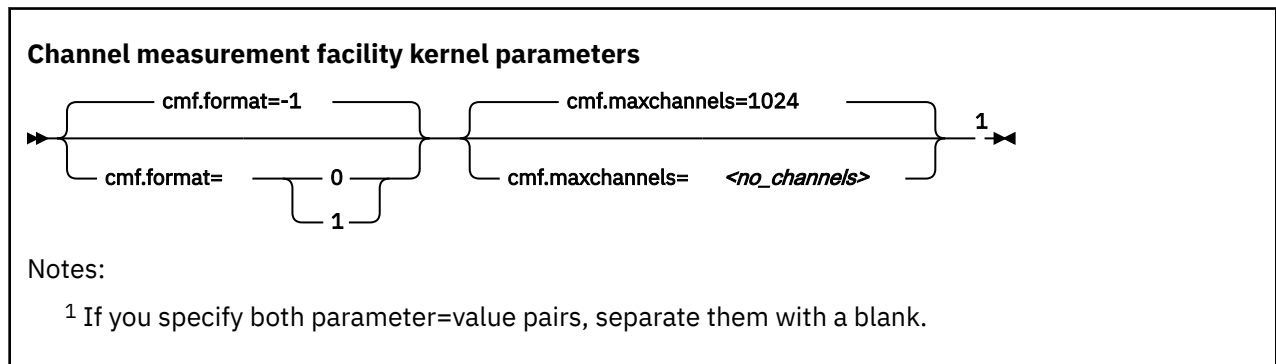 Channel measurement facility kernel parameters
cmf.format=-1 cmf.maxchannels=1024
1
cmf.format= 0 cmf.maxchannels= <no_channels>
1
Notes:
1 If you specify both parameter=value pairs, separate them with a blank.